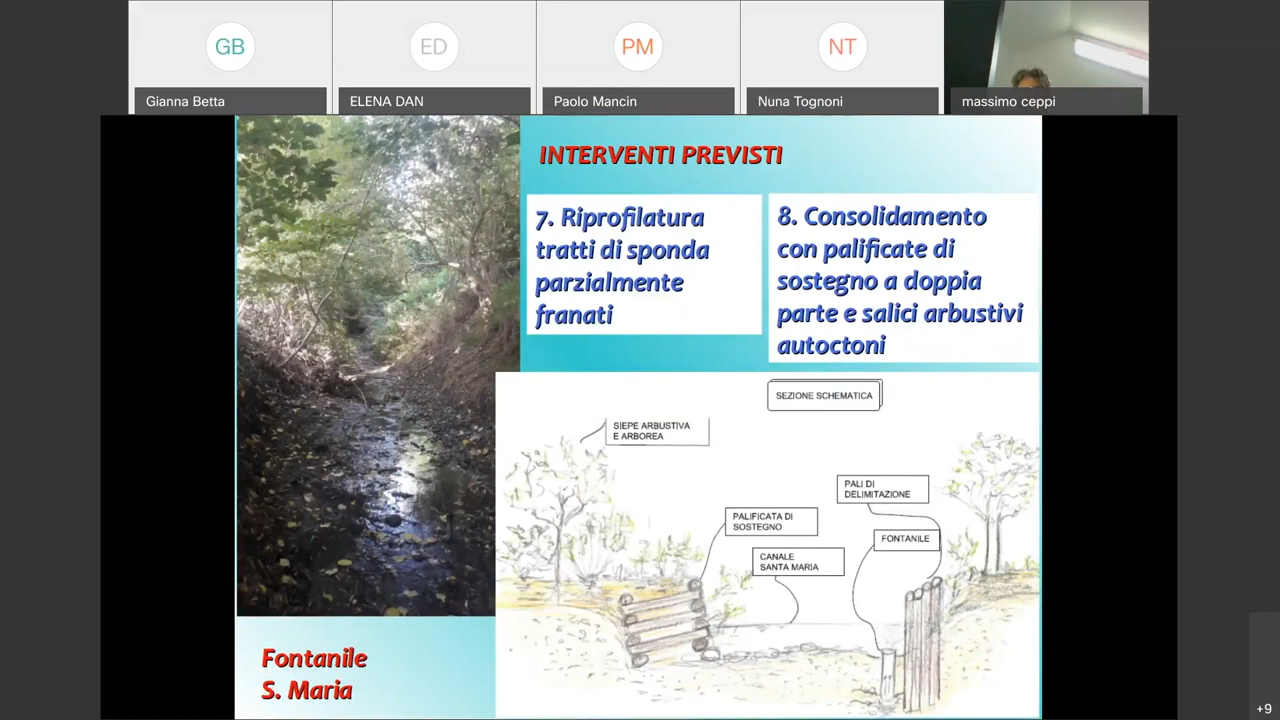 GB
ED
PM
NT
Gianna Betta
ELENA DAN
Paolo Mancin
Nuna Tognoni
massimo ceppi
INTERVENTI PREVISTI
7. Riprofilatura
tratti di sponda
parzialmente
franati
8. Consolidamento
con palificate di
sostegno a doppia
parte e salici arbustivi
autoctoni
SEZIONE SCHEMATICA
SIEPE ARBUSTIVA
E ARBOREA
PALI DI
DELIMITAZIONE
PALIFICATA DI
SOSTEGNO
FONTANILE
CANALE
SANTA MARIA
Fontanile
S. Maria
+9